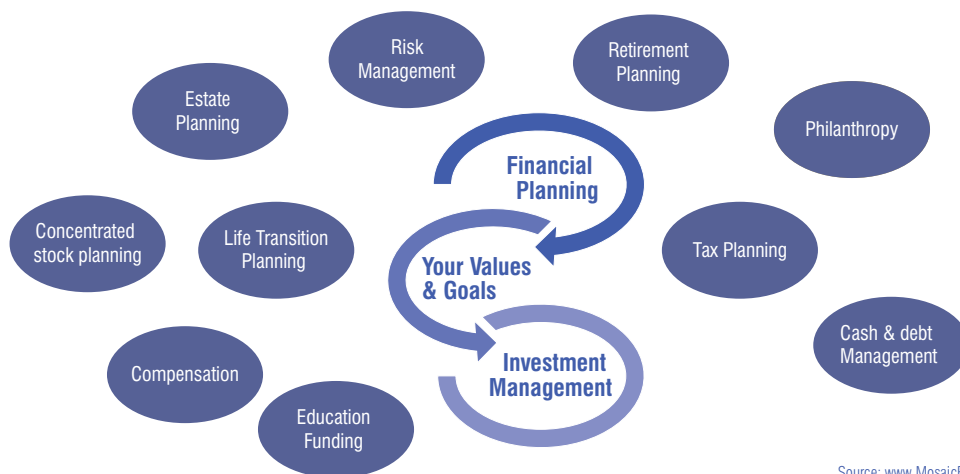 Risk
Management
Retirement
Planning
Estate
Planning
Philanthropy
Financial
Planning
Concentrated
stock planning
Life Transition
Planning
Your Values
& Goals
Tax Planning
Cash & debt
Management
Investment
Management
Compensation
Education
Funding
Source: www.Mosaic